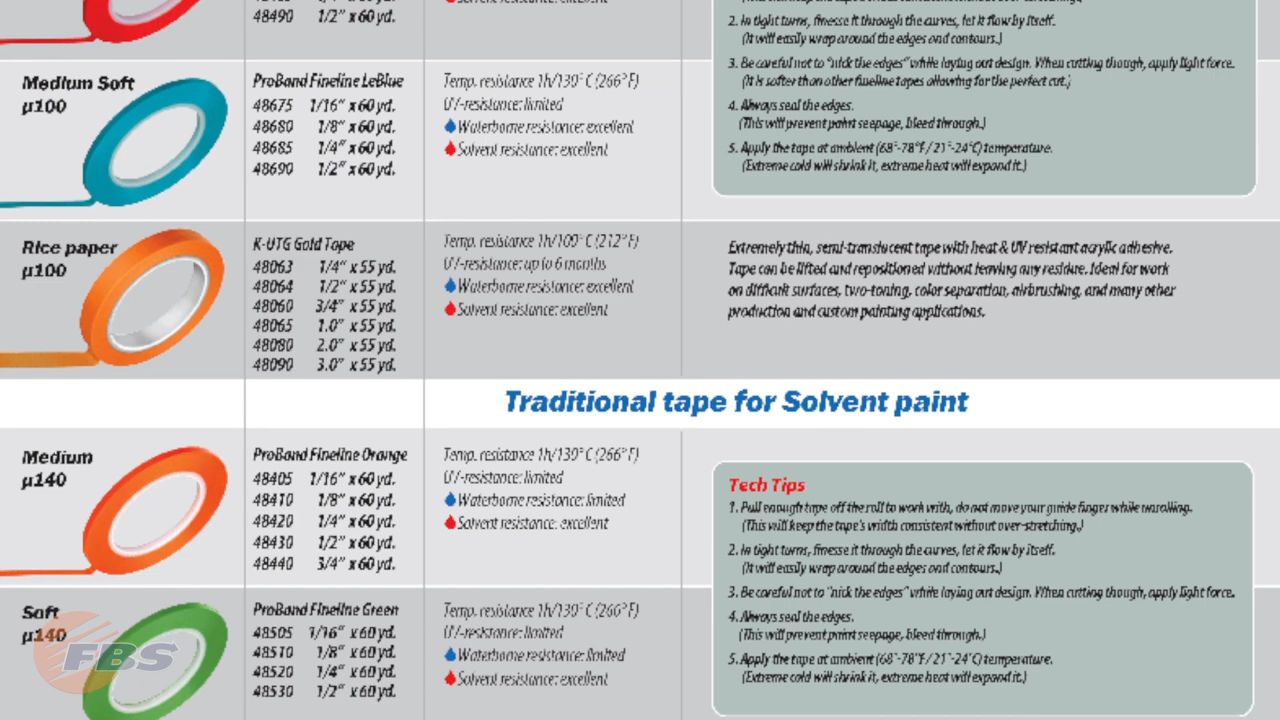 48490 1/2" x 60 yd.
2. In tight turns, finesse it through the curves, let it flow by itself.
(It will easily wrap around the edges and contours.)
3. Be careful not to "nick the edges" while laying out design. When cutting though, apply light force.
(It is softer than other fineline tapes allowing for the perfect cut.)
4. Always seal the edges.
(This will prevent paint seepage, bleed through.)
5. Apply the tape at ambient (68°-78°F/ 21°-24°C) temperature.
(Extreme cold will shrink it, extreme heat will expand it.)
Medium Soft
µ100
ProBand Fineline LeBlue
48675 1/16" x 60 yd.
48680 1/8" x 60 yd.
48685 1/4" x 60 yd.
48690 1/2" x 60 yd.
Temp. resistance 1h/130° C (266° F)
UV-resistance: limited
Waterborne resistance: excellent
Solvent resistance: excellent
Rice paper
µ100
K-UTG Gold Tape
48063 1/4" x 55 yd.
48064 1/2" x 55 yd.
48060 3/4" x 55 yd.
48065 1.0" x 55 yd.
48080 2.0" x 55 yd.
48090 3.0" x 55 yd.
Temp. resistance 1h/100° C (212° F)
UV-resistance: up to 6 months
Waterborne resistance: excellent
Solvent resistance: excellent
Extremely thin, semi-translucent tape with heat & UV resistant acrylic adhesive.
Tape can be lifted and repositioned without leaving any residue. Ideal for work
on difficult surfaces, two-toning, color separation, airbrushing, and many other
production and custom painting applications.
Traditional tape for Solvent paint
Medium
µ140
ProBand Fineline Orange
48405 1/16" x 60 yd.
48410 1/8" x 60 yd.
48420 1/4" x 60 yd.
48430 1/2" x 60 yd.
48440 3/4" x 60 yd.
Temp. resistance 1h/130° C (266° F)
UV-resistance: limited
Waterborne resistance: limited
Solvent resistance: excellent
Tech Tips
1. Pull enough tape off the roll to work with, do not move your guide finger while unrolling.
(This will keep the tape's width consistent without over-stretching.)
2. In tight turns, finesse it through the curves, let it flow by itself.
(It will easily wrap around the edges and contours.)
3. Be careful not to "nick the edges" while laying out design. When cutting though, apply light force.
4. Always seal the edges.
(This will prevent paint seepage, bleed through.)
5. Apply the tape at ambient (68°-78°F/ 21°-24°C) temperature.
(Extreme cold will shrink it, extreme heat will expand it.)
Soft
µ140
FBS
ProBand Fineline Green
48505 1/16" x 60 yd.
48510 1/8" x 60 yd.
48520 1/4" x 60 yd.
48530 1/2" x 60 yd.
Temp. resistance 1h/130° C (266° F)
UV-resistance: limited
Waterborne resistance: limited
Solvent resistance: excellent